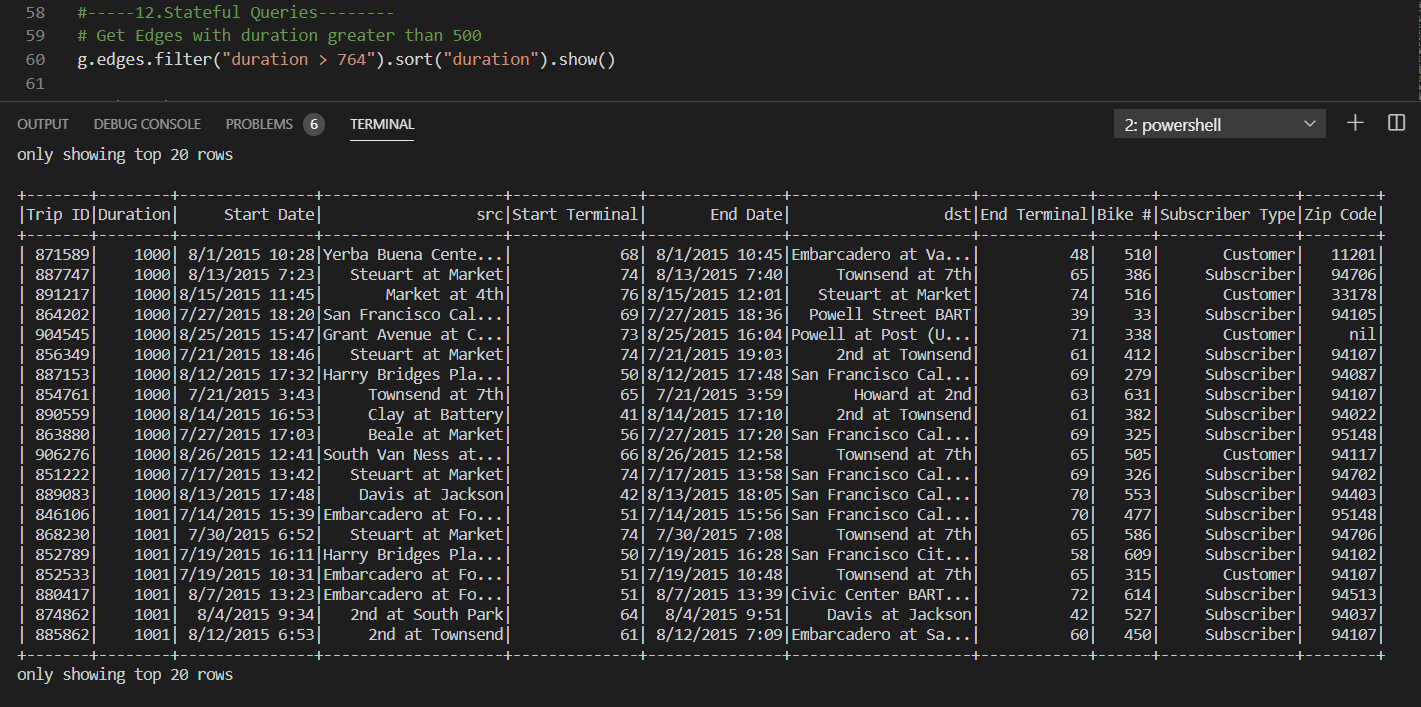 58 #-----12.Stateful Queries--------
59 # Get Edges with duration greater than 500
60 g.edges.filter("duration > 764").sort("duration").show()
61
OUTPUT DEBUG CONSOLE PROBLEMS 6 TERMINAL 2: powershell
only showing top 20 rows
+-------+--------+---------------+--------------------+--------------+---------------+--------------------+------------+------+---------------+--------+
|Trip ID|Duration|     Start Date|                 src|Start Terminal|       End Date|                 dst|End Terminal|Bike #|Subscriber Type|Zip Code|
+-------+--------+---------------+--------------------+--------------+---------------+--------------------+------------+------+---------------+--------+
| 871589|    1000| 8/1/2015 10:28|Yerba Buena Cente...|            68| 8/1/2015 10:45|Embarcadero at Va...|          48|   510|       Customer|   11201|
| 887747|    1000| 8/13/2015 7:23|   Steuart at Market|            74| 8/13/2015 7:40|     Townsend at 7th|          65|   386|     Subscriber|   94706|
| 891217|    1000|8/15/2015 11:45|       Market at 4th|            76|8/15/2015 12:01|   Steuart at Market|          74|   516|       Customer|   33178|
| 864202|    1000|7/27/2015 18:20|San Francisco Cal...|            69|7/27/2015 18:36|  Powell Street BART|          39|    33|     Subscriber|   94105|
| 904545|    1000|8/25/2015 15:47|Grant Avenue at C...|            73|8/25/2015 16:04|Powell at Post (U...|          71|   338|       Customer|     nil|
| 856349|    1000|7/21/2015 18:46|   Steuart at Market|            74|7/21/2015 19:03|     2nd at Townsend|          61|   412|     Subscriber|   94107|
| 887153|    1000|8/12/2015 17:32|Harry Bridges Pla...|            50|8/12/2015 17:48|San Francisco Cal...|          69|   279|     Subscriber|   94087|
| 854761|    1000| 7/21/2015 3:43|     Townsend at 7th|            65| 7/21/2015 3:59|       Howard at 2nd|          63|   631|     Subscriber|   94107|
| 890559|    1000|8/14/2015 16:53|     Clay at Battery|            41|8/14/2015 17:10|     2nd at Townsend|          61|   382|     Subscriber|   94022|
| 863880|    1000|7/27/2015 17:03|     Beale at Market|            56|7/27/2015 17:20|San Francisco Cal...|          69|   325|     Subscriber|   95148|
| 906276|    1000|8/26/2015 12:41|South Van Ness at...|            66|8/26/2015 12:58|     Townsend at 7th|          65|   505|       Customer|   94117|
| 851222|    1000|7/17/2015 13:42|   Steuart at Market|            74|7/17/2015 13:58|San Francisco Cal...|          69|   326|     Subscriber|   94702|
| 889083|    1000|8/13/2015 17:48|    Davis at Jackson|            42|8/13/2015 18:05|San Francisco Cal...|          70|   553|     Subscriber|   94403|
| 846106|    1001|7/14/2015 15:39|Embarcadero at Fo...|            51|7/14/2015 15:56|San Francisco Cal...|          70|   477|     Subscriber|   95148|
| 868230|    1001| 7/30/2015 6:52|   Steuart at Market|            74| 7/30/2015 7:08|     Townsend at 7th|          65|   586|     Subscriber|   94706|
| 852789|    1001|7/19/2015 16:11|Harry Bridges Pla...|            50|7/19/2015 16:28|San Francisco Cit...|          58|   609|     Subscriber|   94102|
| 852533|    1001|7/19/2015 10:31|Embarcadero at Fo...|            51|7/19/2015 10:48|     Townsend at 7th|          65|   315|       Customer|   94107|
| 880417|    1001| 8/7/2015 13:23|Embarcadero at Fo...|            51| 8/7/2015 13:39|Civic Center BART...|          72|   614|     Subscriber|   94513|
| 874862|    1001|  8/4/2015 9:34|   2nd at South Park|            64|  8/4/2015 9:51|    Davis at Jackson|          42|   527|     Subscriber|   94037|
| 885862|    1001| 8/12/2015 6:53|     2nd at Townsend|            61| 8/12/2015 7:09|Embarcadero at Sa...|          60|   450|     Subscriber|   94107|
+-------+--------+---------------+--------------------+--------------+---------------+--------------------+------------+------+---------------+--------+
only showing top 20 rows